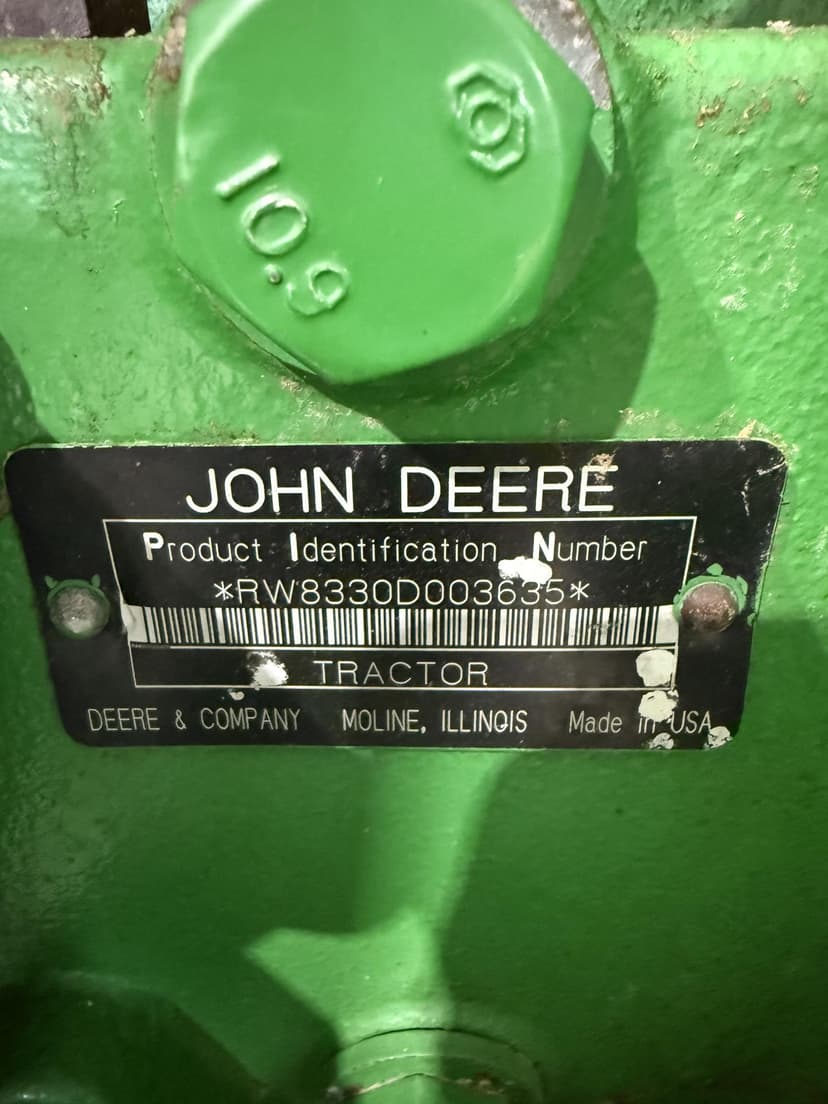 10.9
JOHN DEERE
Product Identification Number
*RW8330D003635*
TRACTOR
DEERE & COMPANY MOLINE, ILLINOIS Made in USA